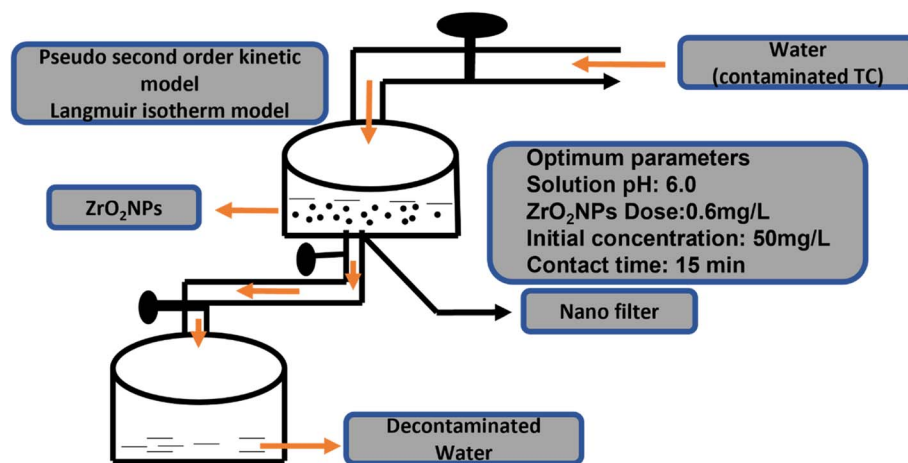 Pseudo second order kinetic
model
Langmuir isotherm model
Water
(contaminated TC)
ZrO₂NPs
Optimum parameters
Solution pH: 6.0
ZrO₂NPs Dose:0.6mg/L
Initial concentration: 50mg/L
Contact time: 15 min
Nano filter
Decontaminated
Water